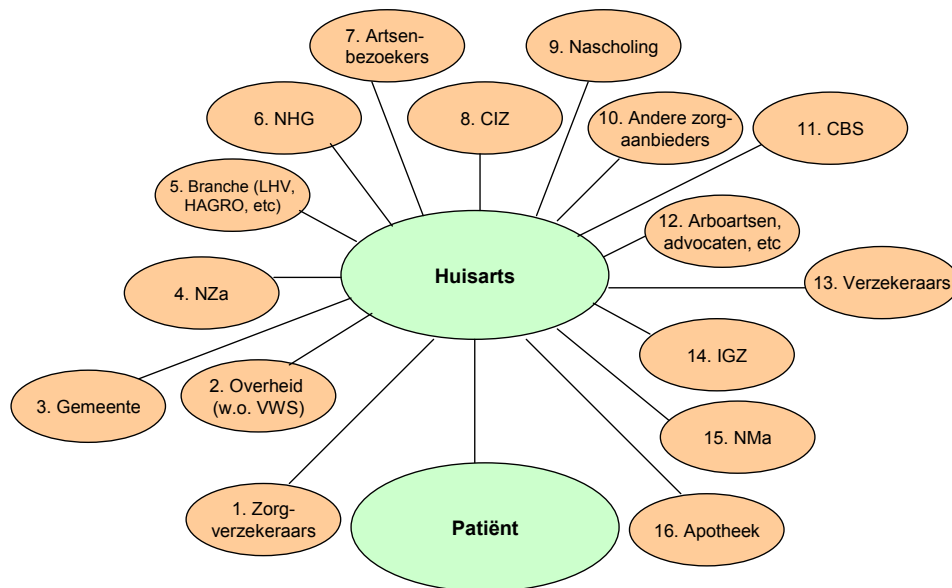 7. Artsen-
bezoekers
9. Nascholing
6. NHG
8. CIZ
10. Andere zorg-
aanbieders
11. CBS
5. Branche (LHV,
HAGRO, etc)
12. Arboartsen,
advocaten, etc
Huisarts
4. NZa
13. Verzekeraars
14. IGZ
2. Overheid
(w.o. VWS)
3. Gemeente
15. NMa
1. Zorg-
verzekeraars
Patiënt
16. Apotheek